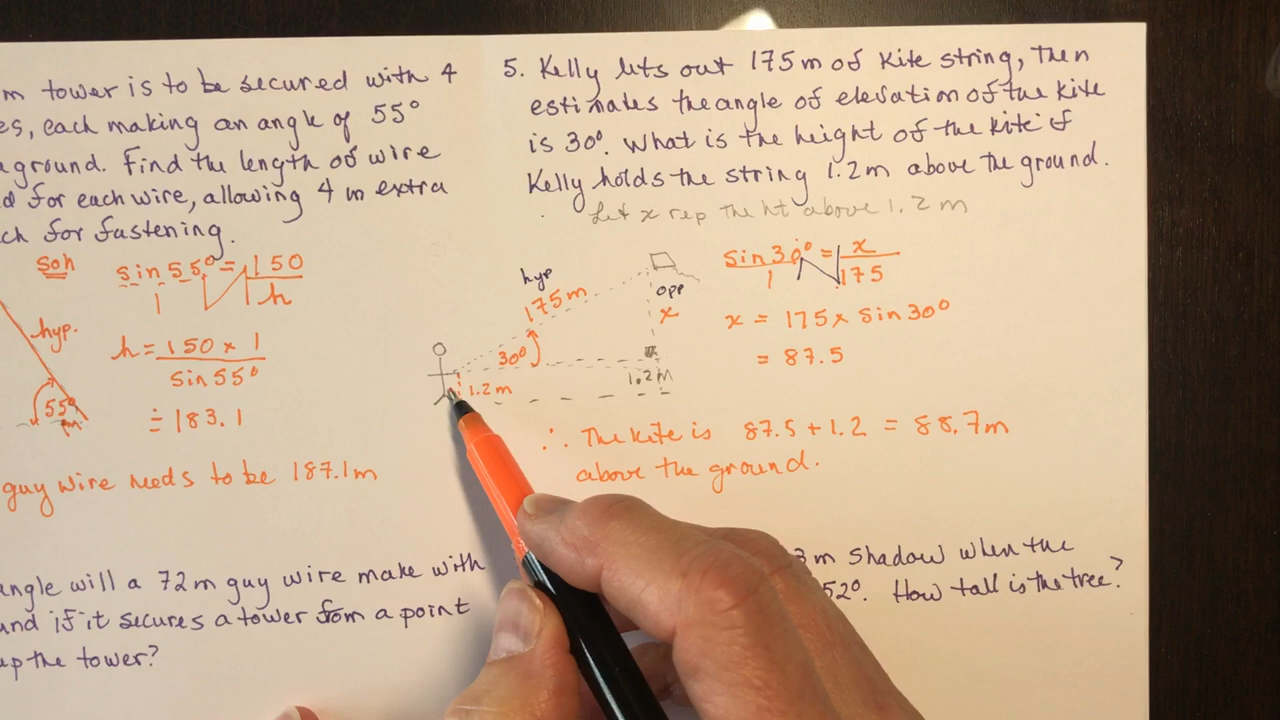 m tower is to be secured with 4
es, each making an angle of 55°
ground. Find the length of wire
d for each wire, allowing 4 m extra
ch for fastening.
soh
sin 55° = 150
1 h
hyp.
h = 150 x 1
sin 55°
≐ 183.1
55°
guy wire needs to be 187.1m
angle will a 72m guy wire make with
und if it secures a tower from a point
up the tower?
5. Kelly lets out 175m of kite string, Then
estimates the angle of elevation of the kite
is 30°. What is the height of the kite if
Kelly holds the string 1.2m above the ground.
Let x rep the ht above 1.2 m
hyp
175m
opp
x
30°
1.2m
1.2m
sin 30° = x
1 175
x = 175 x sin 30°
= 87.5
∴ The kite is 87.5 + 1.2 = 88.7m
above the ground.
3 m shadow when the
52°. How tall is the tree?